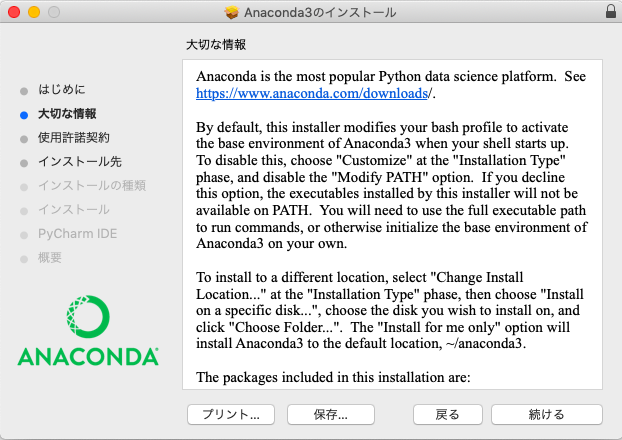 Anaconda3のインストール
大切な情報
はじめに
大切な情報
使用許諾契約
インストール先
インストールの種類
インストール
PyCharm IDE
概要
ANACONDA
Anaconda is the most popular Python data science platform.  See
https://www.anaconda.com/downloads/.
By default, this installer modifies your bash profile to activate
the base environment of Anaconda3 when your shell starts up.
To disable this, choose "Customize" at the "Installation Type"
phase, and disable the "Modify PATH" option.  If you decline
this option, the executables installed by this installer will not be
available on PATH.  You will need to use the full executable path
to run commands, or otherwise initialize the base environment of
Anaconda3 on your own.
To install to a different location, select "Change Install
Location..." at the "Installation Type" phase, then choose "Install
on a specific disk...", choose the disk you wish to install on, and
click "Choose Folder...".  The "Install for me only" option will
install Anaconda3 to the default location, ~/anaconda3.
The packages included in this installation are:
プリント...
保存...
戻る
続ける